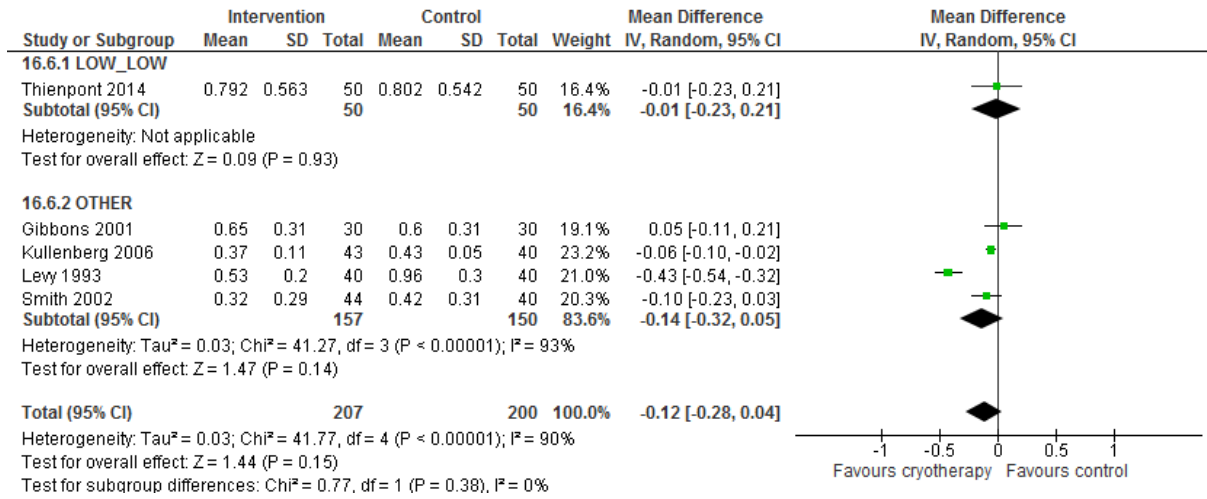 Intervention Control Mean Difference Mean Difference
Study or Subgroup Mean SD Total Mean SD Total Weight IV, Random, 95% CI IV, Random, 95% CI
16.6.1 LOW_LOW
Thienpont 2014 0.792 0.563 50 0.802 0.542 50 16.4% -0.01 [-0.23, 0.21]
Subtotal (95% CI) 50 50 16.4% -0.01 [-0.23, 0.21]
Heterogeneity: Not applicable
Test for overall effect: Z = 0.09 (P = 0.93)
16.6.2 OTHER
Gibbons 2001 0.65 0.31 30 0.6 0.31 30 19.1% 0.05 [-0.11, 0.21]
Kullenberg 2006 0.37 0.11 43 0.43 0.05 40 23.2% -0.06 [-0.10, -0.02]
Levy 1993 0.53 0.2 40 0.96 0.3 40 21.0% -0.43 [-0.54, -0.32]
Smith 2002 0.32 0.29 44 0.42 0.31 40 20.3% -0.10 [-0.23, 0.03]
Subtotal (95% CI) 157 150 83.6% -0.14 [-0.32, 0.05]
Heterogeneity: Tau² = 0.03; Chi² = 41.27, df = 3 (P < 0.00001); I² = 93%
Test for overall effect: Z = 1.47 (P = 0.14)
Total (95% CI) 207 200 100.0% -0.12 [-0.28, 0.04]
Heterogeneity: Tau² = 0.03; Chi² = 41.77, df = 4 (P < 0.00001); I² = 90%
Test for overall effect: Z = 1.44 (P = 0.15)
Test for subgroup differences: Chi² = 0.77, df = 1 (P = 0.38), I² = 0%
-1 -0.5 0 0.5 1
Favours cryotherapy Favours control